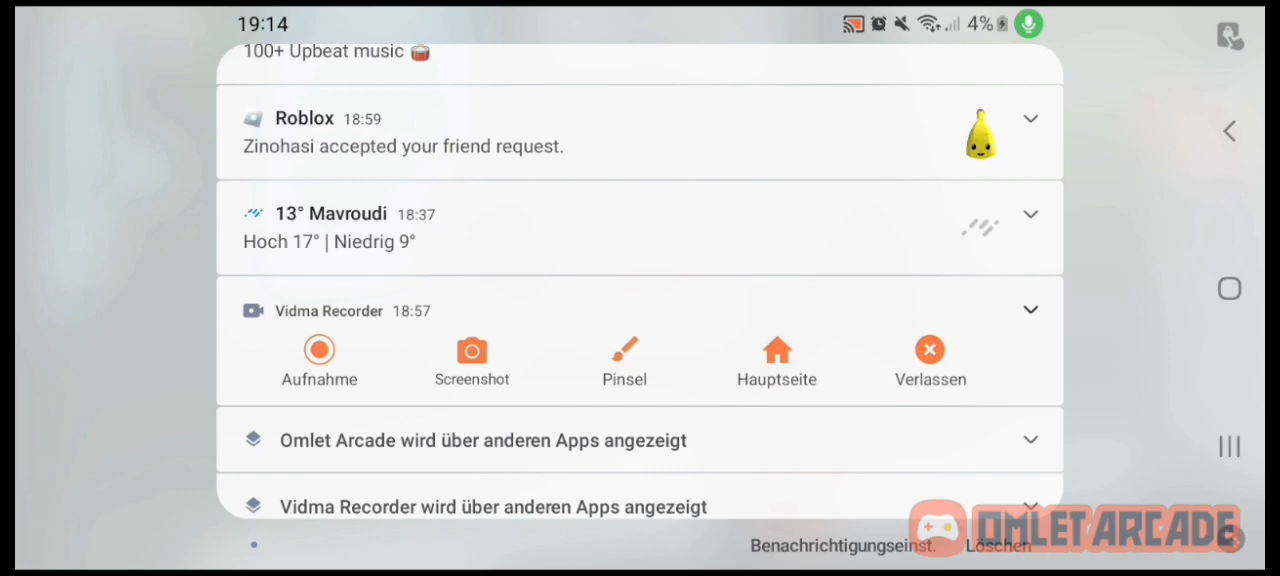 19:14
4%
100+ Upbeat music
Roblox 18:59
Zinohasi accepted your friend request.
13° Mavroudi 18:37
Hoch 17° | Niedrig 9°
Vidma Recorder 18:57
Aufnahme Screenshot Pinsel Hauptseite Verlassen
Omlet Arcade wird über anderen Apps angezeigt
Vidma Recorder wird über anderen Apps angezeigt
Benachrichtigungseinst. Löschen
OMLET ARCADE